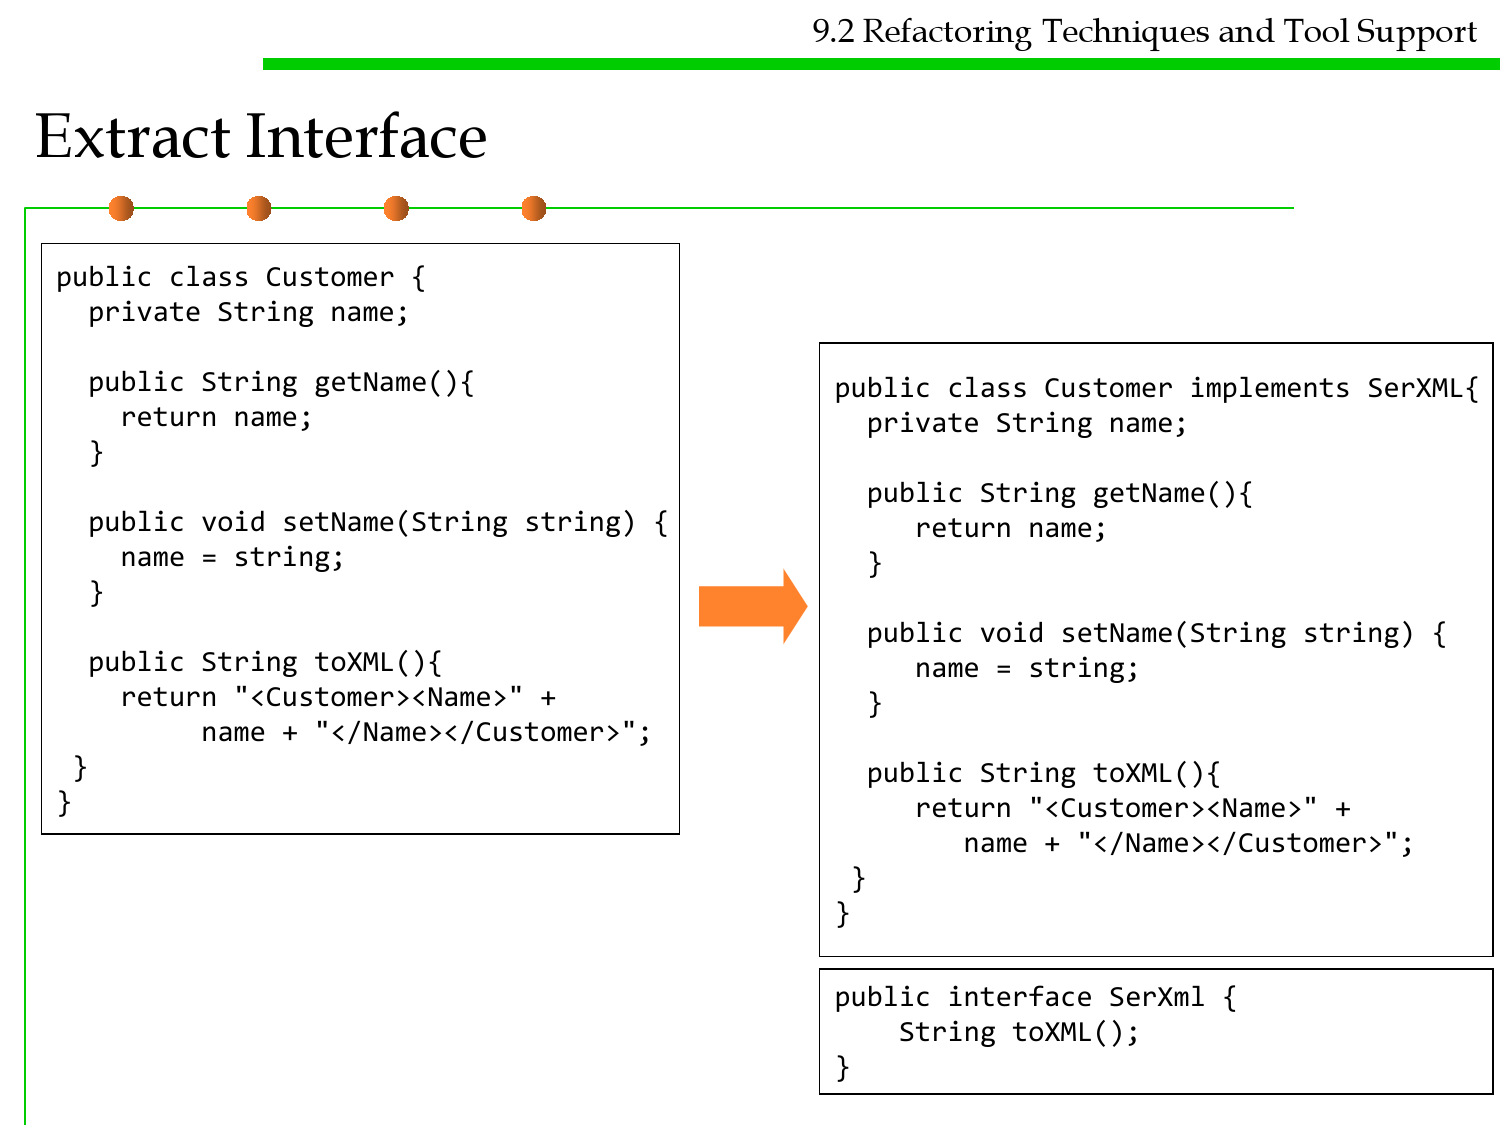 9.2 Refactoring Techniques and Tool Support
Extract Interface
public class Customer {
  private String name;

  public String getName(){
    return name;
  }

  public void setName(String string) {
    name = string;
  }

  public String toXML(){
    return "<Customer><Name>" +
         name + "</Name></Customer>";
 }
}
public class Customer implements SerXML{
  private String name;

  public String getName(){
     return name;
  }

  public void setName(String string) {
     name = string;
  }

  public String toXML(){
     return "<Customer><Name>" +
        name + "</Name></Customer>";
 }
}
public interface SerXml {
    String toXML();
}